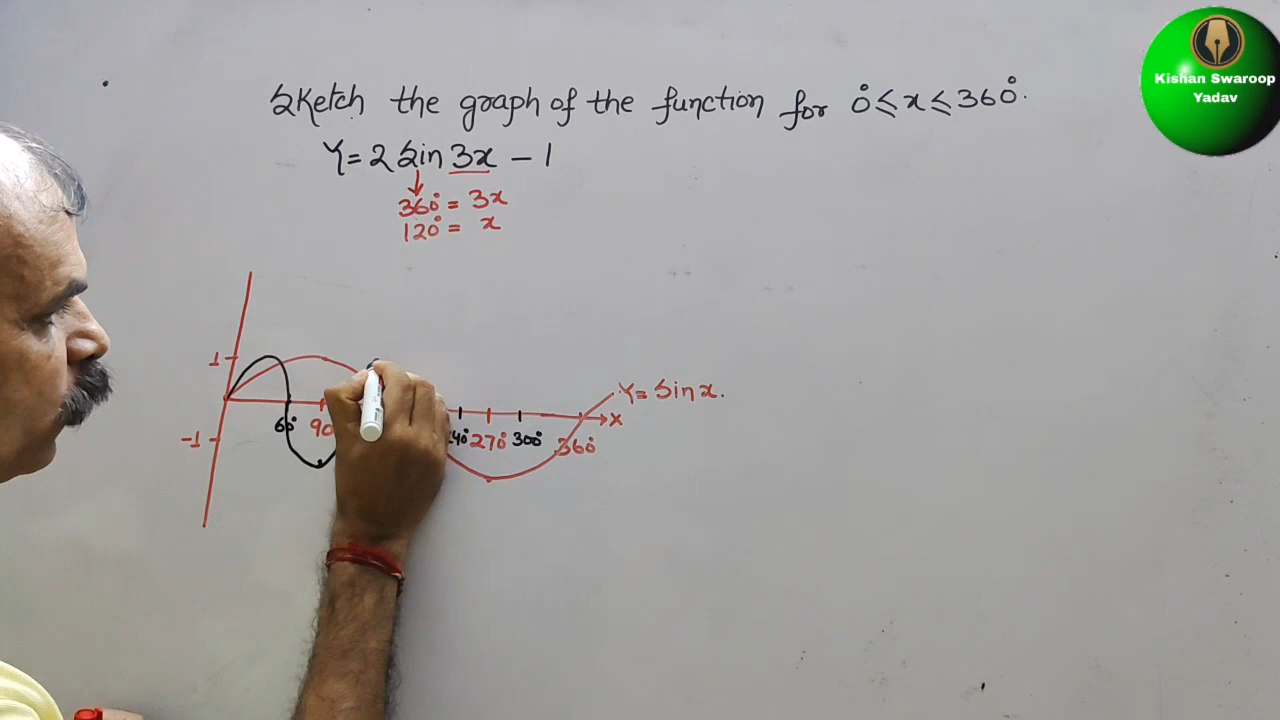 Kishan Swaroop
Yadav
Sketch the graph of the function for 0° ≤ x ≤ 360°.
Y = 2 Sin 3x - 1
360° = 3x
120° = x
1
Y = Sin x.
-1
60° 90 270° 300° 360° x